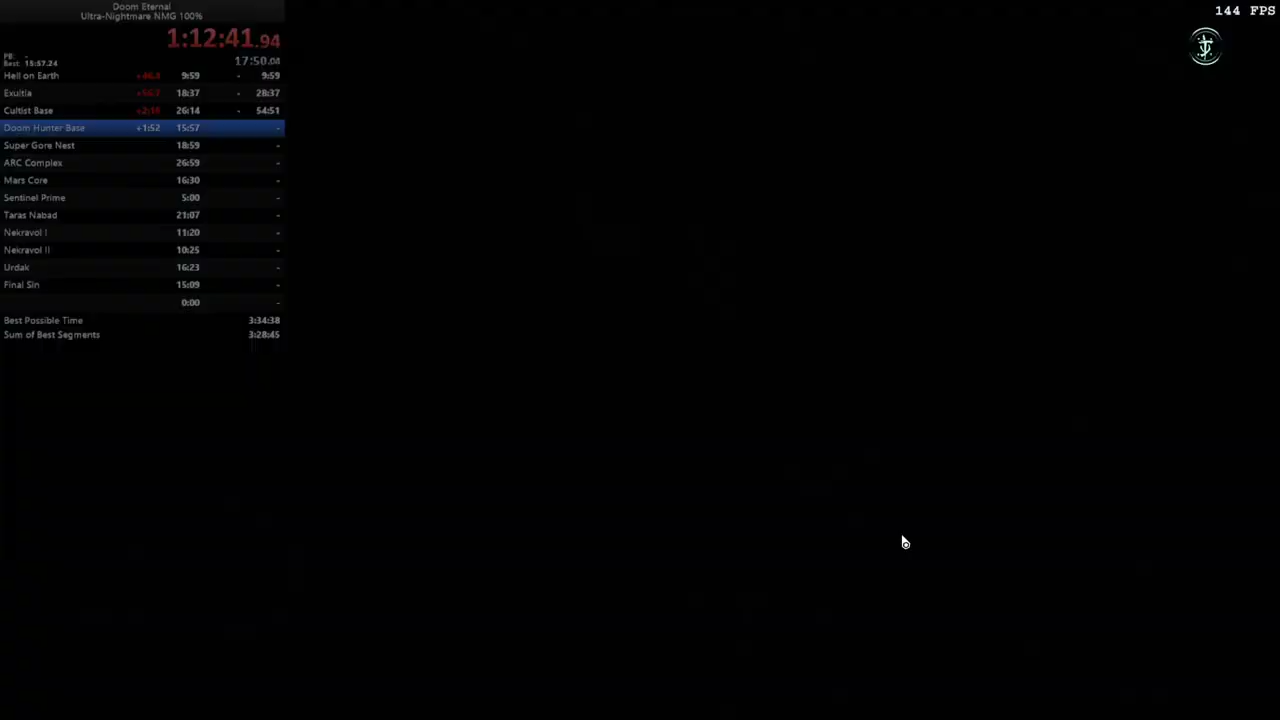 Doom Eternal
Ultra-Nightmare NMG 100%
1:12:41.94
PB: -
Best: 15:57.24 17:50.04
Hell on Earth 9:59 - 9:59
Exultia 18:37 - 28:37
Cultist Base 26:14 - 54:51
Doom Hunter Base +1:52 15:57 -
Super Gore Nest 18:59 -
ARC Complex 26:59 -
Mars Core 16:30 -
Sentinel Prime 5:00 -
Taras Nabad 21:07 -
Nekravol I 11:20 -
Nekravol II 10:25 -
Urdak 16:23 -
Final Sin 15:09 -
0:00 -
Best Possible Time 3:34:38
Sum of Best Segments 3:28:45
144 FPS